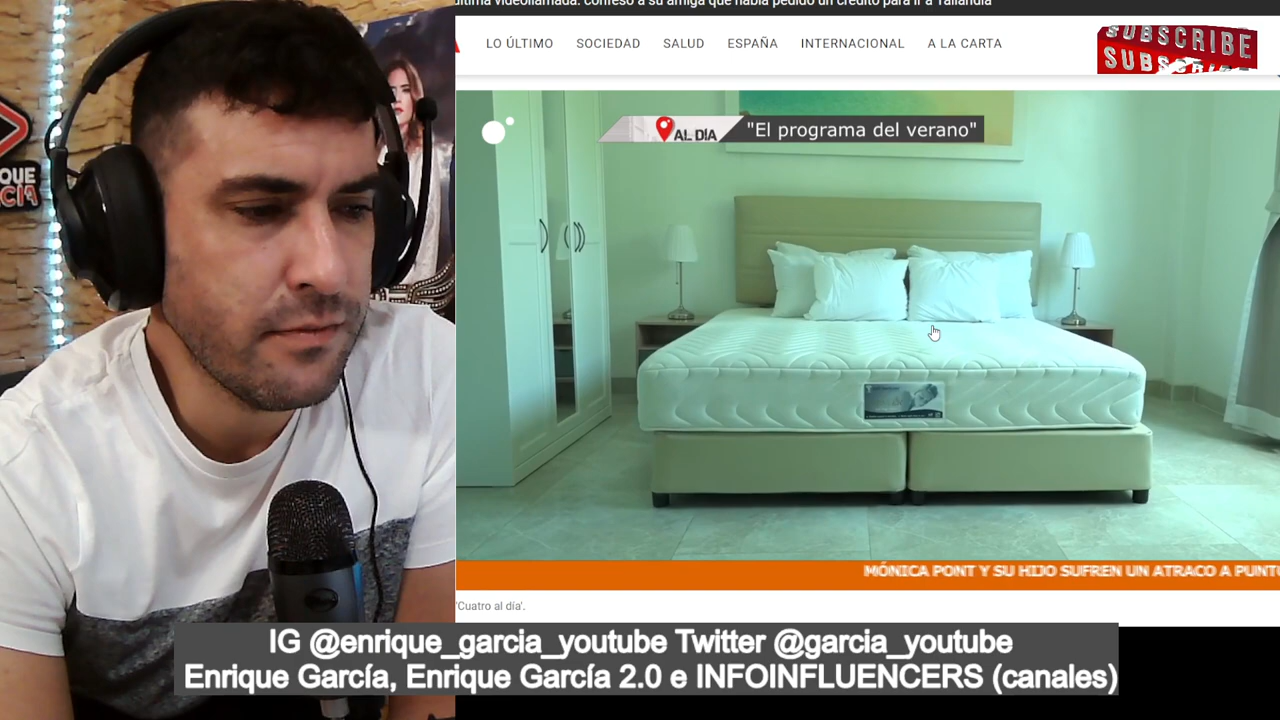 última videollamada: confesó a su amiga que había pedido un crédito para ir a Tailandia
LO ÚLTIMO SOCIEDAD SALUD ESPAÑA INTERNACIONAL A LA CARTA
SUBSCRIBE
AL DÍA "El programa del verano"
MÓNICA PONT Y SU HIJO SUFREN UN ATRACO A PUNT
'Cuatro al día'.
IG @enrique_garcia_youtube Twitter @garcia_youtube
Enrique García, Enrique García 2.0 e INFOINFLUENCERS (canales)